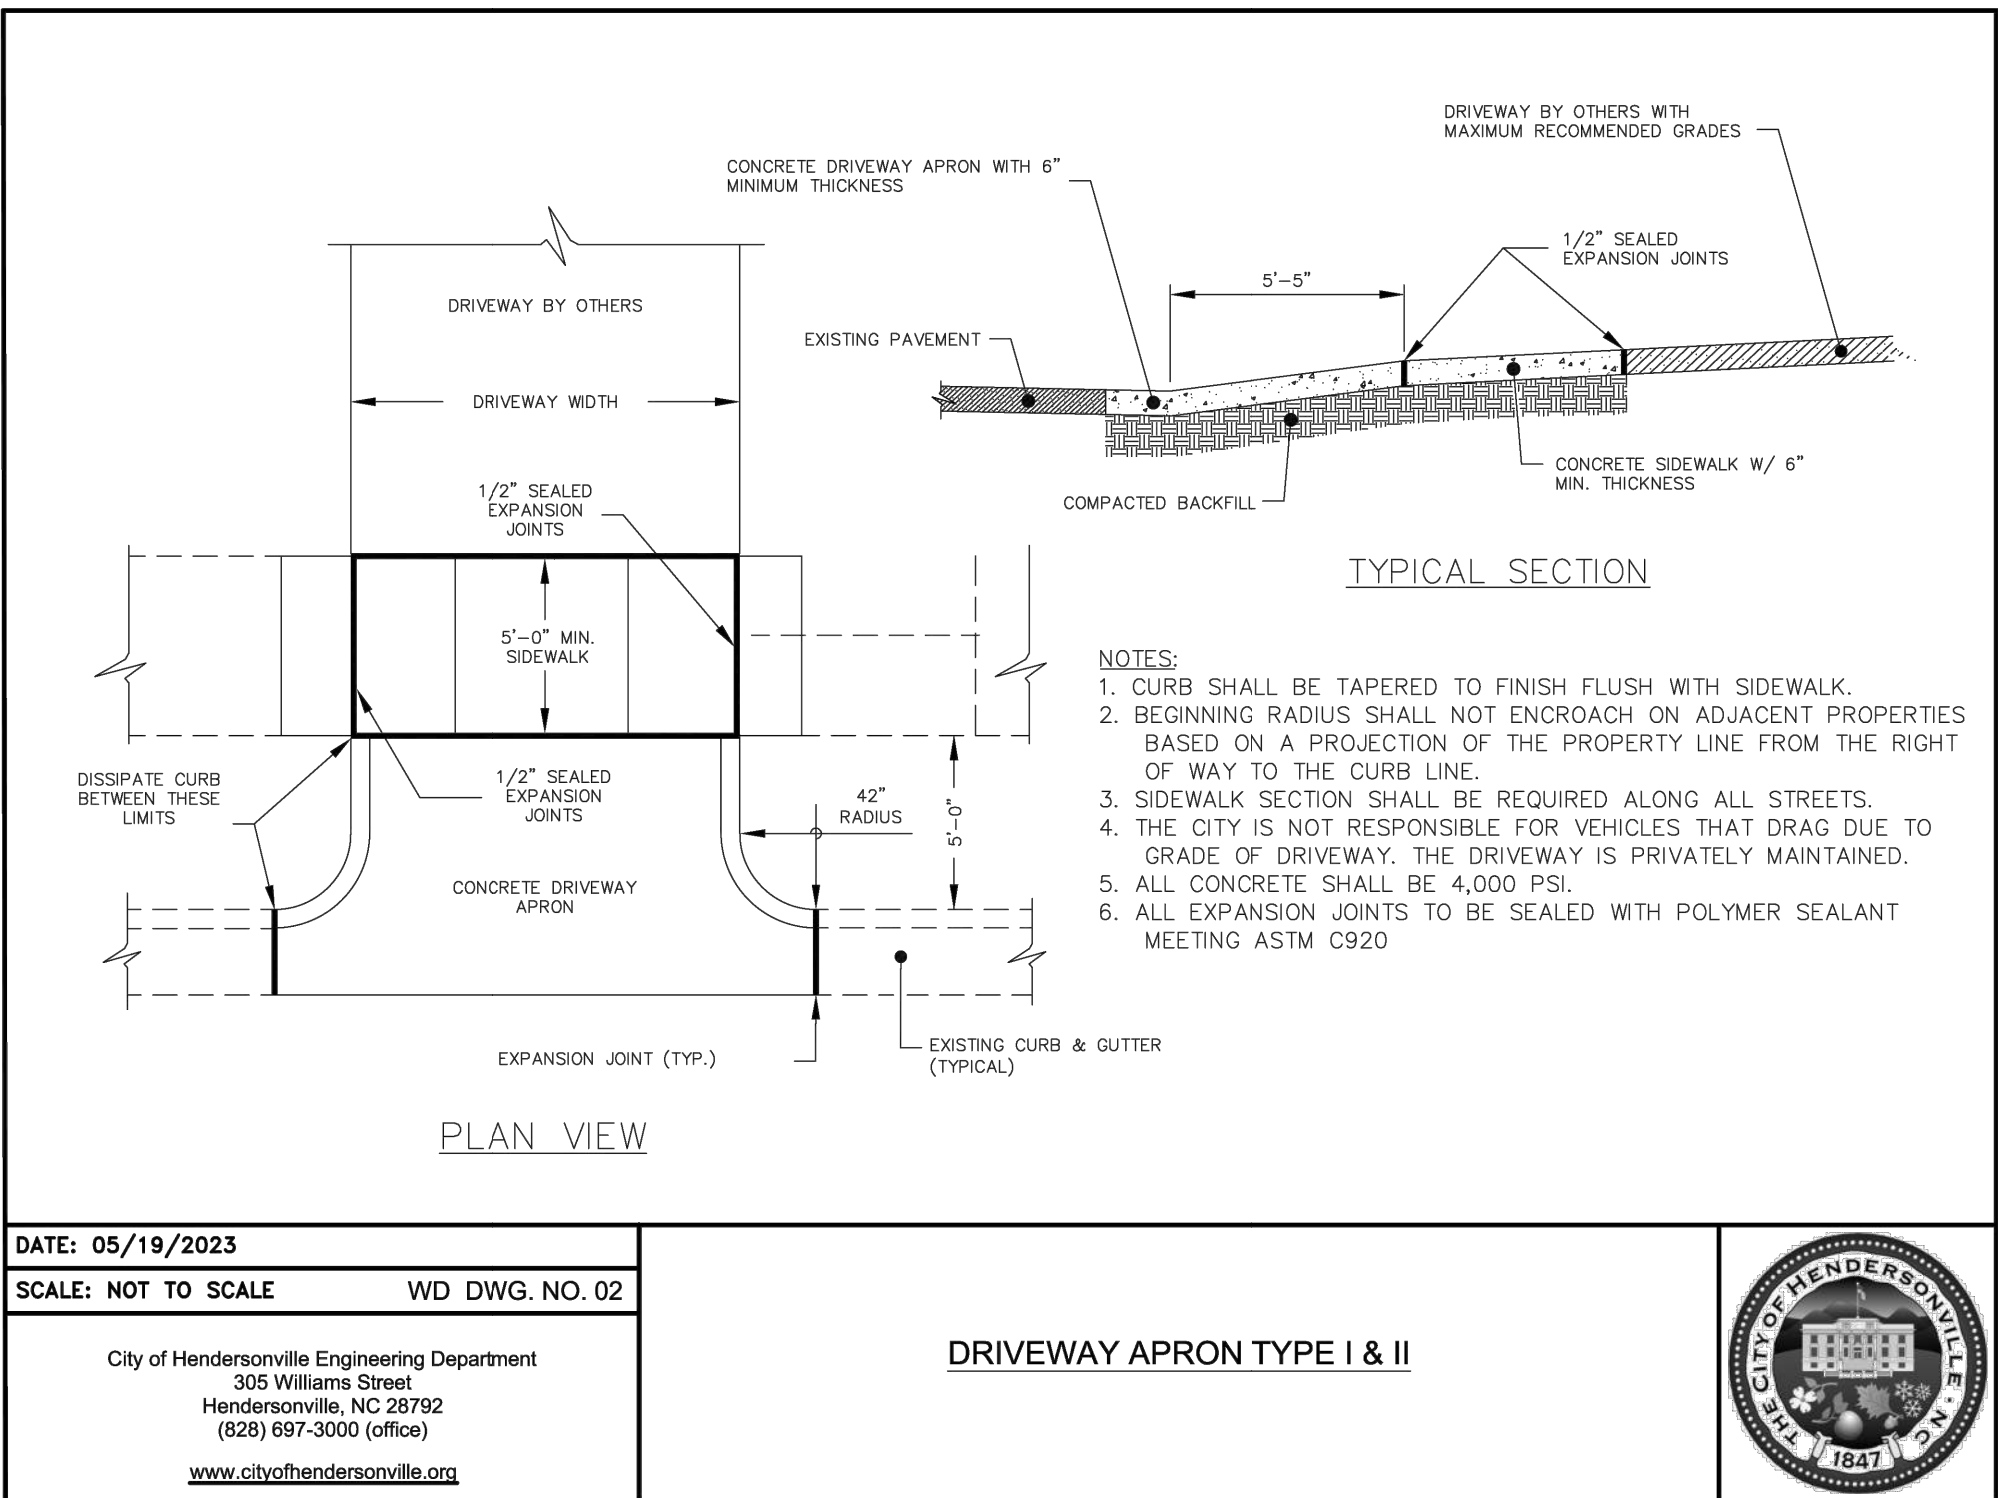 DRIVEWAY BY OTHERS WITH
MAXIMUM RECOMMENDED GRADES
CONCRETE DRIVEWAY APRON WITH 6"
MINIMUM THICKNESS
1/2" SEALED
EXPANSION JOINTS
5'-5"
EXISTING PAVEMENT
CONCRETE SIDEWALK W/ 6"
MIN. THICKNESS
COMPACTED BACKFILL
TYPICAL SECTION
DRIVEWAY BY OTHERS
DRIVEWAY WIDTH
1/2" SEALED
EXPANSION
JOINTS
5'-0" MIN.
SIDEWALK
DISSIPATE CURB
BETWEEN THESE
LIMITS
1/2" SEALED
EXPANSION
JOINTS
42"
RADIUS
5'-0"
CONCRETE DRIVEWAY
APRON
EXPANSION JOINT (TYP.)
EXISTING CURB & GUTTER
(TYPICAL)
PLAN VIEW
NOTES:
1. CURB SHALL BE TAPERED TO FINISH FLUSH WITH SIDEWALK.
2. BEGINNING RADIUS SHALL NOT ENCROACH ON ADJACENT PROPERTIES
BASED ON A PROJECTION OF THE PROPERTY LINE FROM THE RIGHT
OF WAY TO THE CURB LINE.
3. SIDEWALK SECTION SHALL BE REQUIRED ALONG ALL STREETS.
4. THE CITY IS NOT RESPONSIBLE FOR VEHICLES THAT DRAG DUE TO
GRADE OF DRIVEWAY. THE DRIVEWAY IS PRIVATELY MAINTAINED.
5. ALL CONCRETE SHALL BE 4,000 PSI.
6. ALL EXPANSION JOINTS TO BE SEALED WITH POLYMER SEALANT
MEETING ASTM C920
DATE: 05/19/2023
SCALE: NOT TO SCALE WD DWG. NO. 02
City of Hendersonville Engineering Department
305 Williams Street
Hendersonville, NC 28792
(828) 697-3000 (office)
www.cityofhendersonville.org
DRIVEWAY APRON TYPE I & II
THE CITY OF HENDERSONVILLE • N.C.
1847